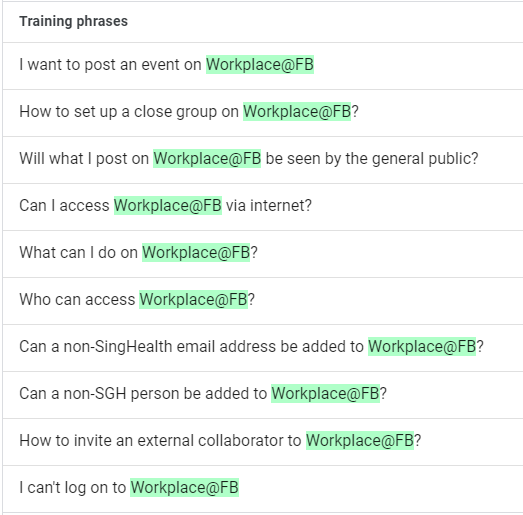 Training phrases
I want to post an event on Workplace@FB
How to set up a close group on Workplace@FB?
Will what I post on Workplace@FB be seen by the general public?
Can I access Workplace@FB via internet?
What can I do on Workplace@FB?
Who can access Workplace@FB?
Can a non-SingHealth email address be added to Workplace@FB?
Can a non-SGH person be added to Workplace@FB?
How to invite an external collaborator to Workplace@FB?
I can't log on to Workplace@FB